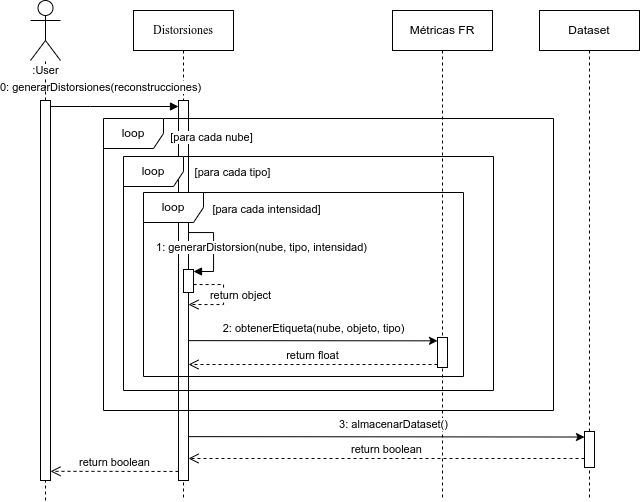 Distorsiones
Métricas FR
Dataset
:User
0: generarDistorsiones(reconstrucciones)
loop
[para cada nube]
loop
[para cada tipo]
loop
[para cada intensidad]
1: generarDistorsion(nube, tipo, intensidad)
return object
2: obtenerEtiqueta(nube, objeto, tipo)
return float
3: almacenarDataset()
return boolean
return boolean